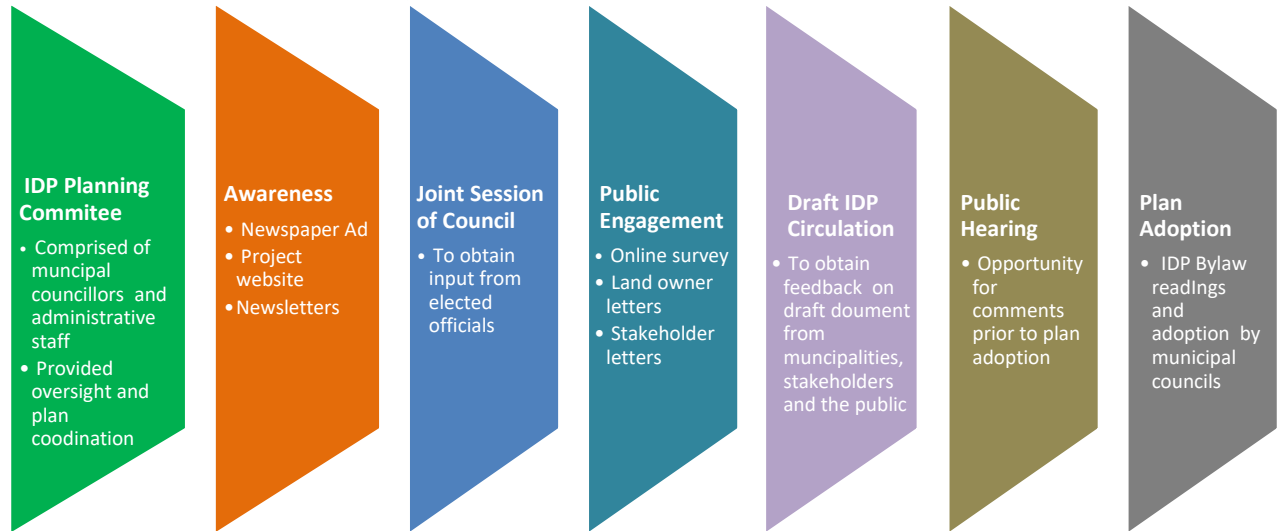 IDP Planning
Commitee
• Comprised of
muncipal
councillors and
administrative
staff
• Provided
oversight and
plan
coodination
Awareness
• Newspaper Ad
• Project
website
• Newsletters
Joint Session
of Council
• To obtain
input from
elected
officials
Public
Engagement
• Online survey
• Land owner
letters
• Stakeholder
letters
Draft IDP
Circulation
• To obtain
feedback on
draft doument
from
muncipalities,
stakeholders
and the public
Public
Hearing
• Opportunity
for
comments
prior to plan
adoption
Plan
Adoption
• IDP Bylaw
readIngs
and
adoption by
municipal
councils